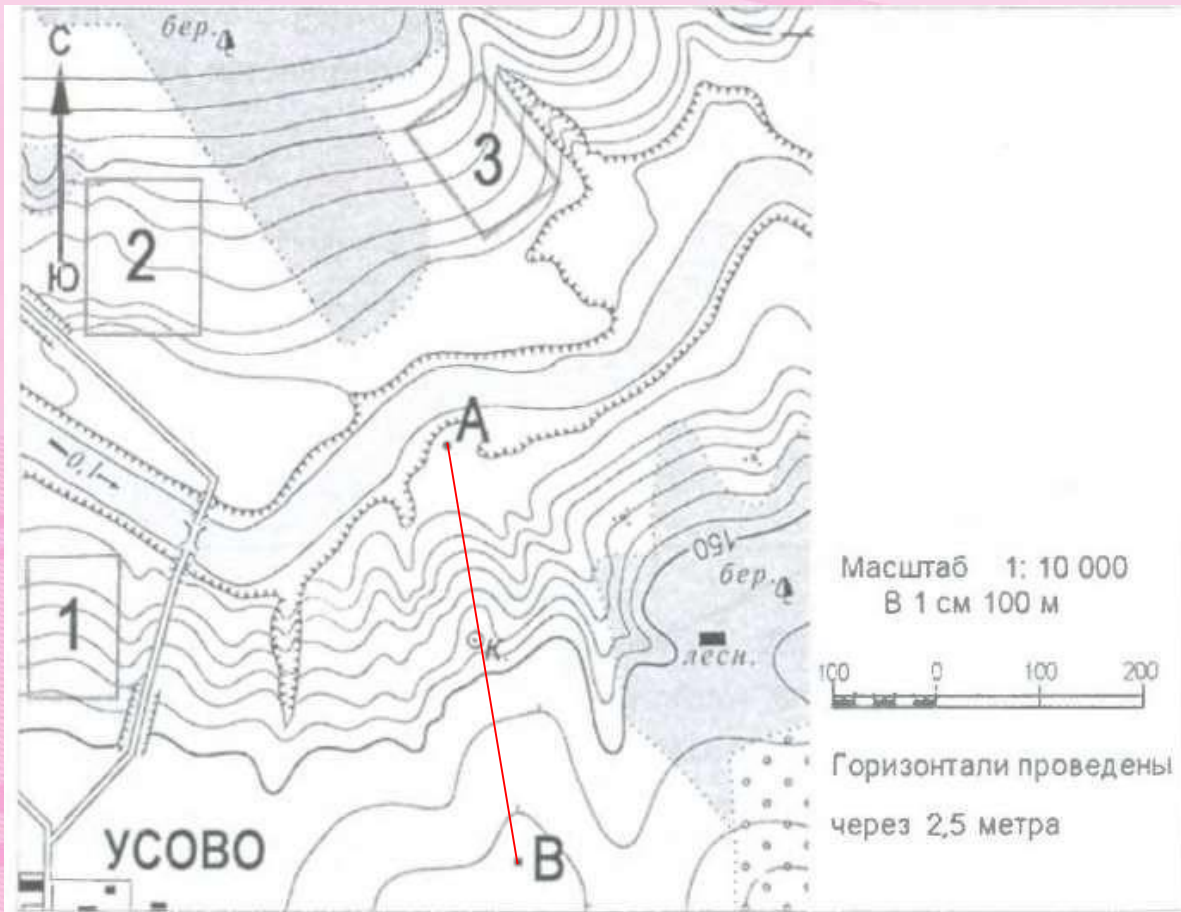 бер.
С
3
2
Ю
А
0,1
150
бер.
Масштаб 1: 10 000
В 1 см 100 м
1
к.
лесн.
100 0 100 200
Горизонтали проведены
через 2,5 метра
УСОВО
В